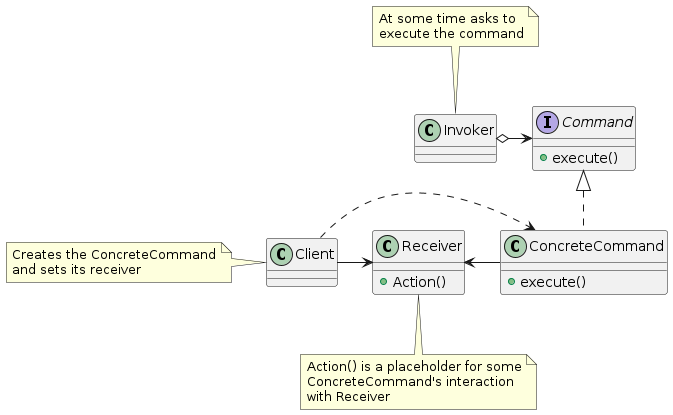 At some time asks to
execute the command
C Invoker
I Command
execute()
Creates the ConcreteCommand
and sets its receiver
C Client
C Receiver
Action()
C ConcreteCommand
execute()
Action() is a placeholder for some
ConcreteCommand's interaction
with Receiver